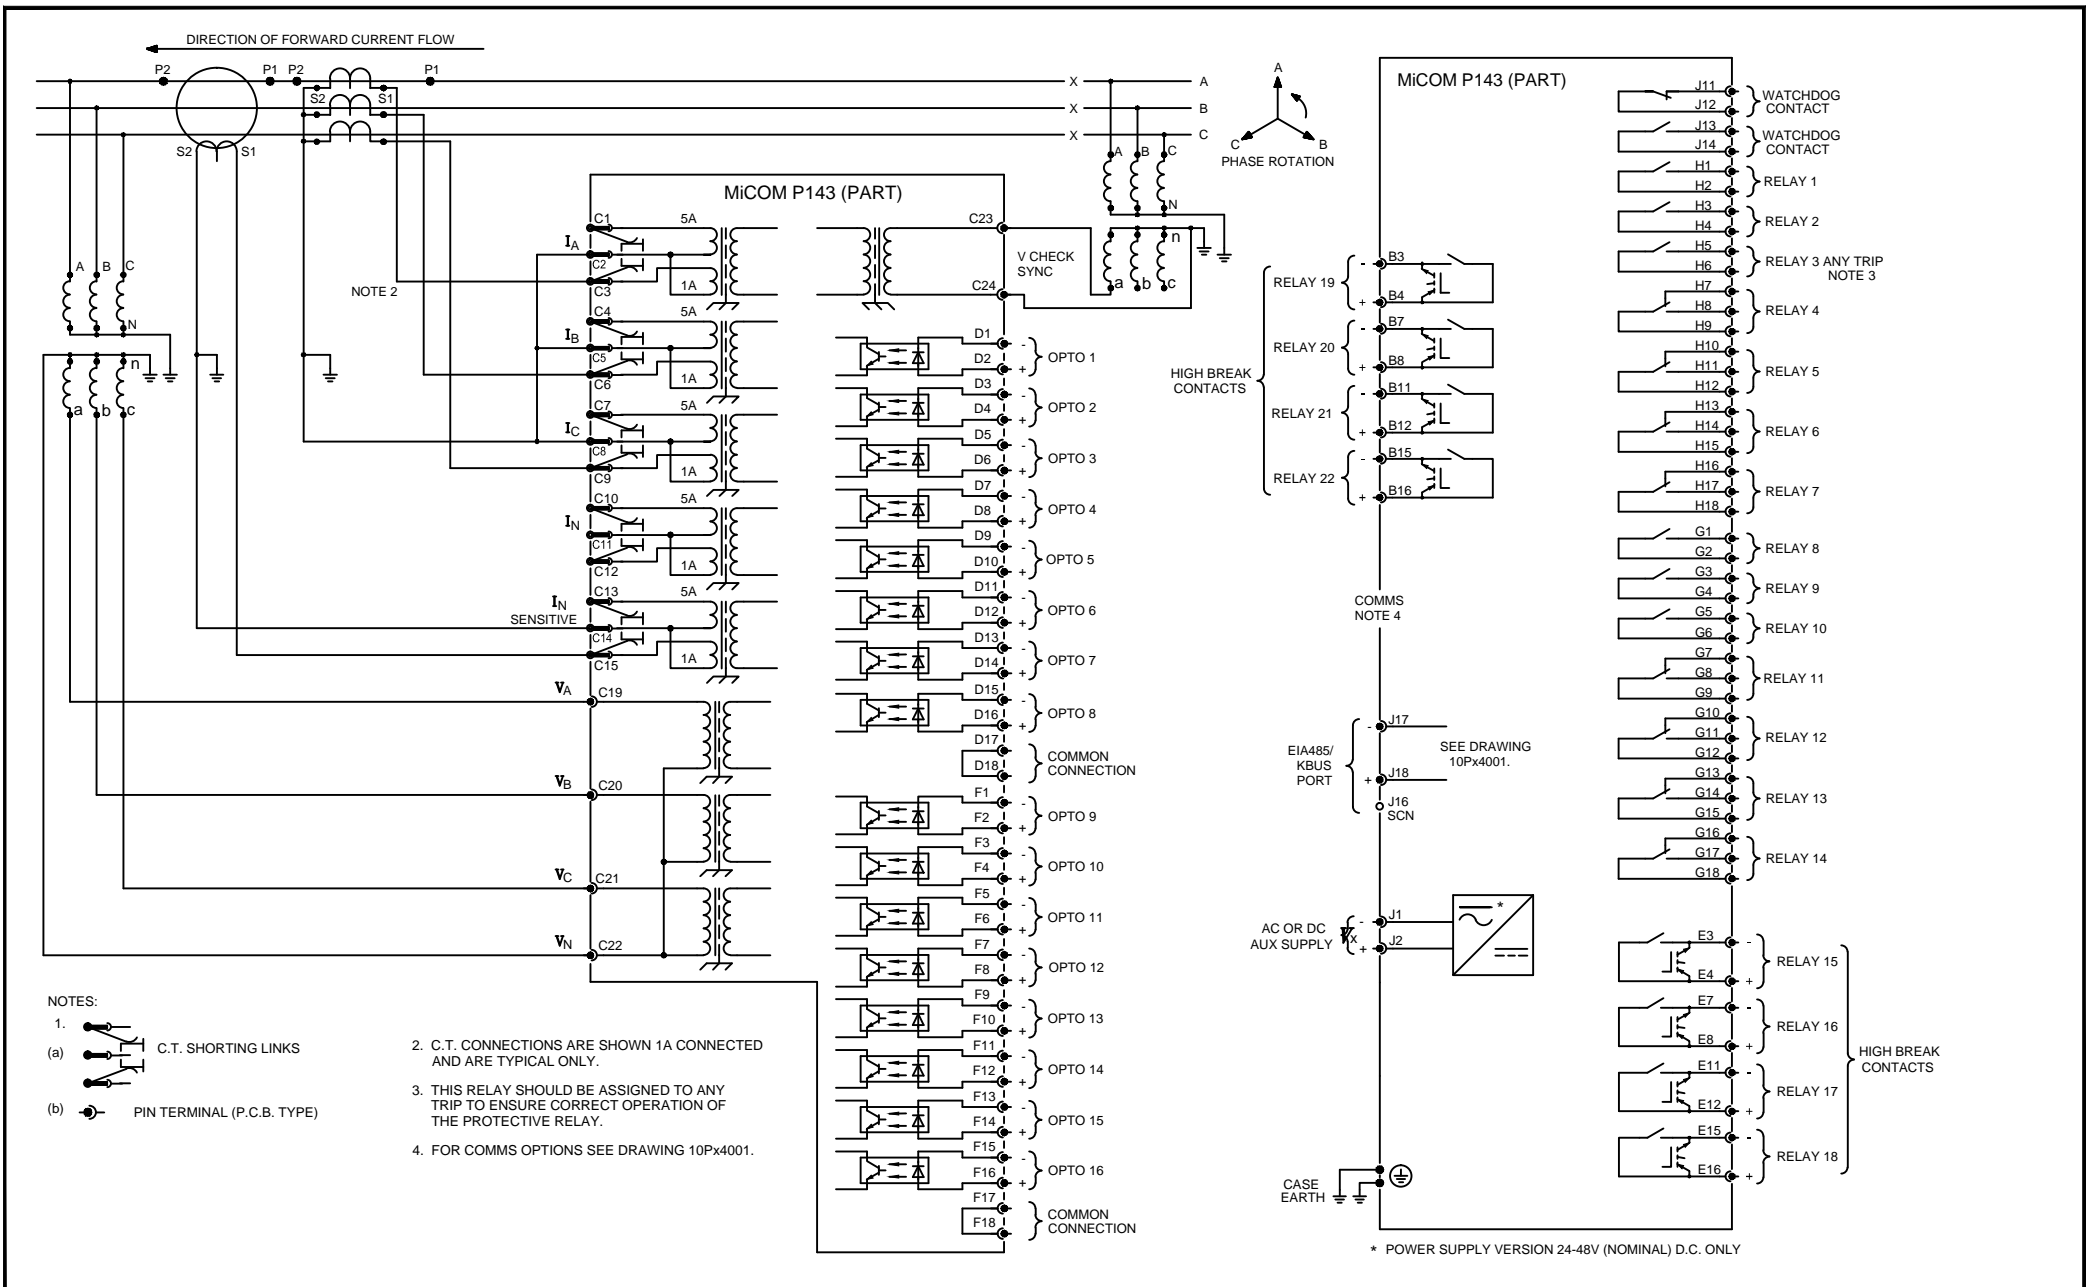 DIRECTION OF FORWARD CURRENT FLOW
P2 P1 P2 P1
S2 S1
S2 S1
X A
X B
X C
A B C
N
n
a b c
A
C B
PHASE ROTATION
A B C
N
n
a b c
NOTE 2
MiCOM P143 (PART)
C1 5A
IA
C2
C3 1A
C4 5A
IB
C5
C6 1A
C7 5A
IC
C8
C9 1A
C10 5A
IN
C11
C12 1A
C13 5A
IN
SENSITIVE
C14
C15 1A
VA C19
VB C20
VC C21
VN C22
C23
V CHECK
SYNC
C24
D1 -
D2 + OPTO 1
D3 -
D4 + OPTO 2
D5 -
D6 + OPTO 3
D7 -
D8 + OPTO 4
D9 -
D10 + OPTO 5
D11 -
D12 + OPTO 6
D13 -
D14 + OPTO 7
D15 -
D16 + OPTO 8
D17
D18
COMMON
CONNECTION
F1 -
F2 + OPTO 9
F3 -
F4 + OPTO 10
F5 -
F6 + OPTO 11
F7 -
F8 + OPTO 12
F9 -
F10 + OPTO 13
F11 -
F12 + OPTO 14
F13 -
F14 + OPTO 15
F15 -
F16 + OPTO 16
F17
F18
COMMON
CONNECTION
NOTES:
1.
(a) C.T. SHORTING LINKS
(b) PIN TERMINAL (P.C.B. TYPE)
2. C.T. CONNECTIONS ARE SHOWN 1A CONNECTED
AND ARE TYPICAL ONLY.
3. THIS RELAY SHOULD BE ASSIGNED TO ANY
TRIP TO ENSURE CORRECT OPERATION OF
THE PROTECTIVE RELAY.
4. FOR COMMS OPTIONS SEE DRAWING 10Px4001.
MiCOM P143 (PART)
HIGH BREAK
CONTACTS
RELAY 19 - B3
+ B4
RELAY 20 - B7
+ B8
RELAY 21 - B11
+ B12
RELAY 22 - B15
+ B16
COMMS
NOTE 4
EIA485/
KBUS
PORT
- J17
+ J18
J16
SCN
SEE DRAWING
10Px4001.
AC OR DC
AUX SUPPLY
x
- J1
+ J2
*
CASE
EARTH
J11
J12
WATCHDOG
CONTACT
J13
J14
WATCHDOG
CONTACT
H1
H2 RELAY 1
H3
H4 RELAY 2
H5
H6
RELAY 3 ANY TRIP
NOTE 3
H7
H8 RELAY 4
H9
H10
H11 RELAY 5
H12
H13
H14 RELAY 6
H15
H16
H17 RELAY 7
H18
G1
G2 RELAY 8
G3
G4 RELAY 9
G5
G6 RELAY 10
G7
G8 RELAY 11
G9
G10
G11 RELAY 12
G12
G13
G14 RELAY 13
G15
G16
G17 RELAY 14
G18
E3 -
E4 + RELAY 15
E7 -
E8 + RELAY 16
E11 -
E12 + RELAY 17
E15 -
E16 + RELAY 18
HIGH BREAK
CONTACTS
* POWER SUPPLY VERSION 24-48V (NOMINAL) D.C. ONLY